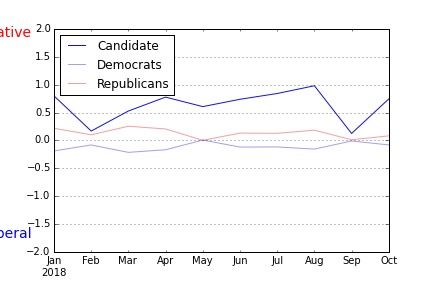 2.0
ative
Candidate
1.5
Democrats
1.0
Republicans
0.5
0.0
−0.5
−1.0
−1.5
beral
−2.0
Jan Feb Mar Apr May Jun Jul Aug Sep Oct
2018